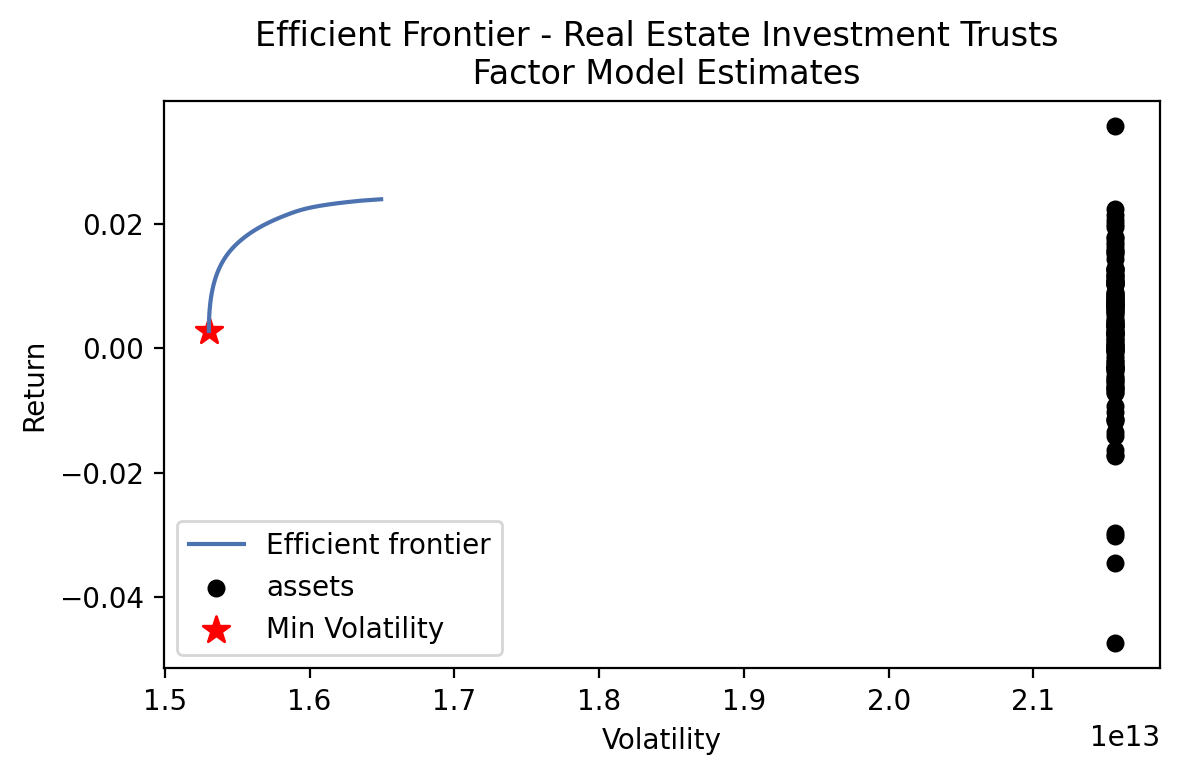 Efficient Frontier - Real Estate Investment Trusts
Factor Model Estimates
Return
0.02
0.00
−0.02
−0.04
Efficient frontier
assets
Min Volatility
1.5 1.6 1.7 1.8 1.9 2.0 2.1
Volatility
1e13